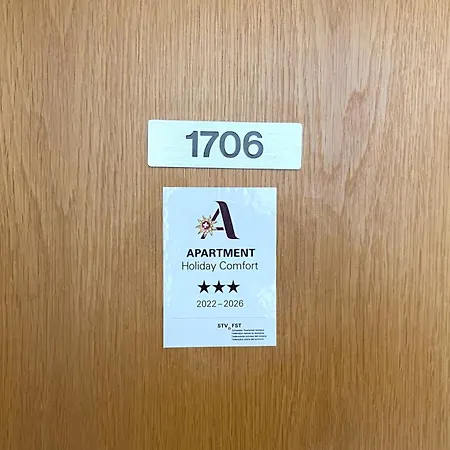 1706
A
APARTMENT
Holiday Comfort
★★★
2022–2026
STV FST